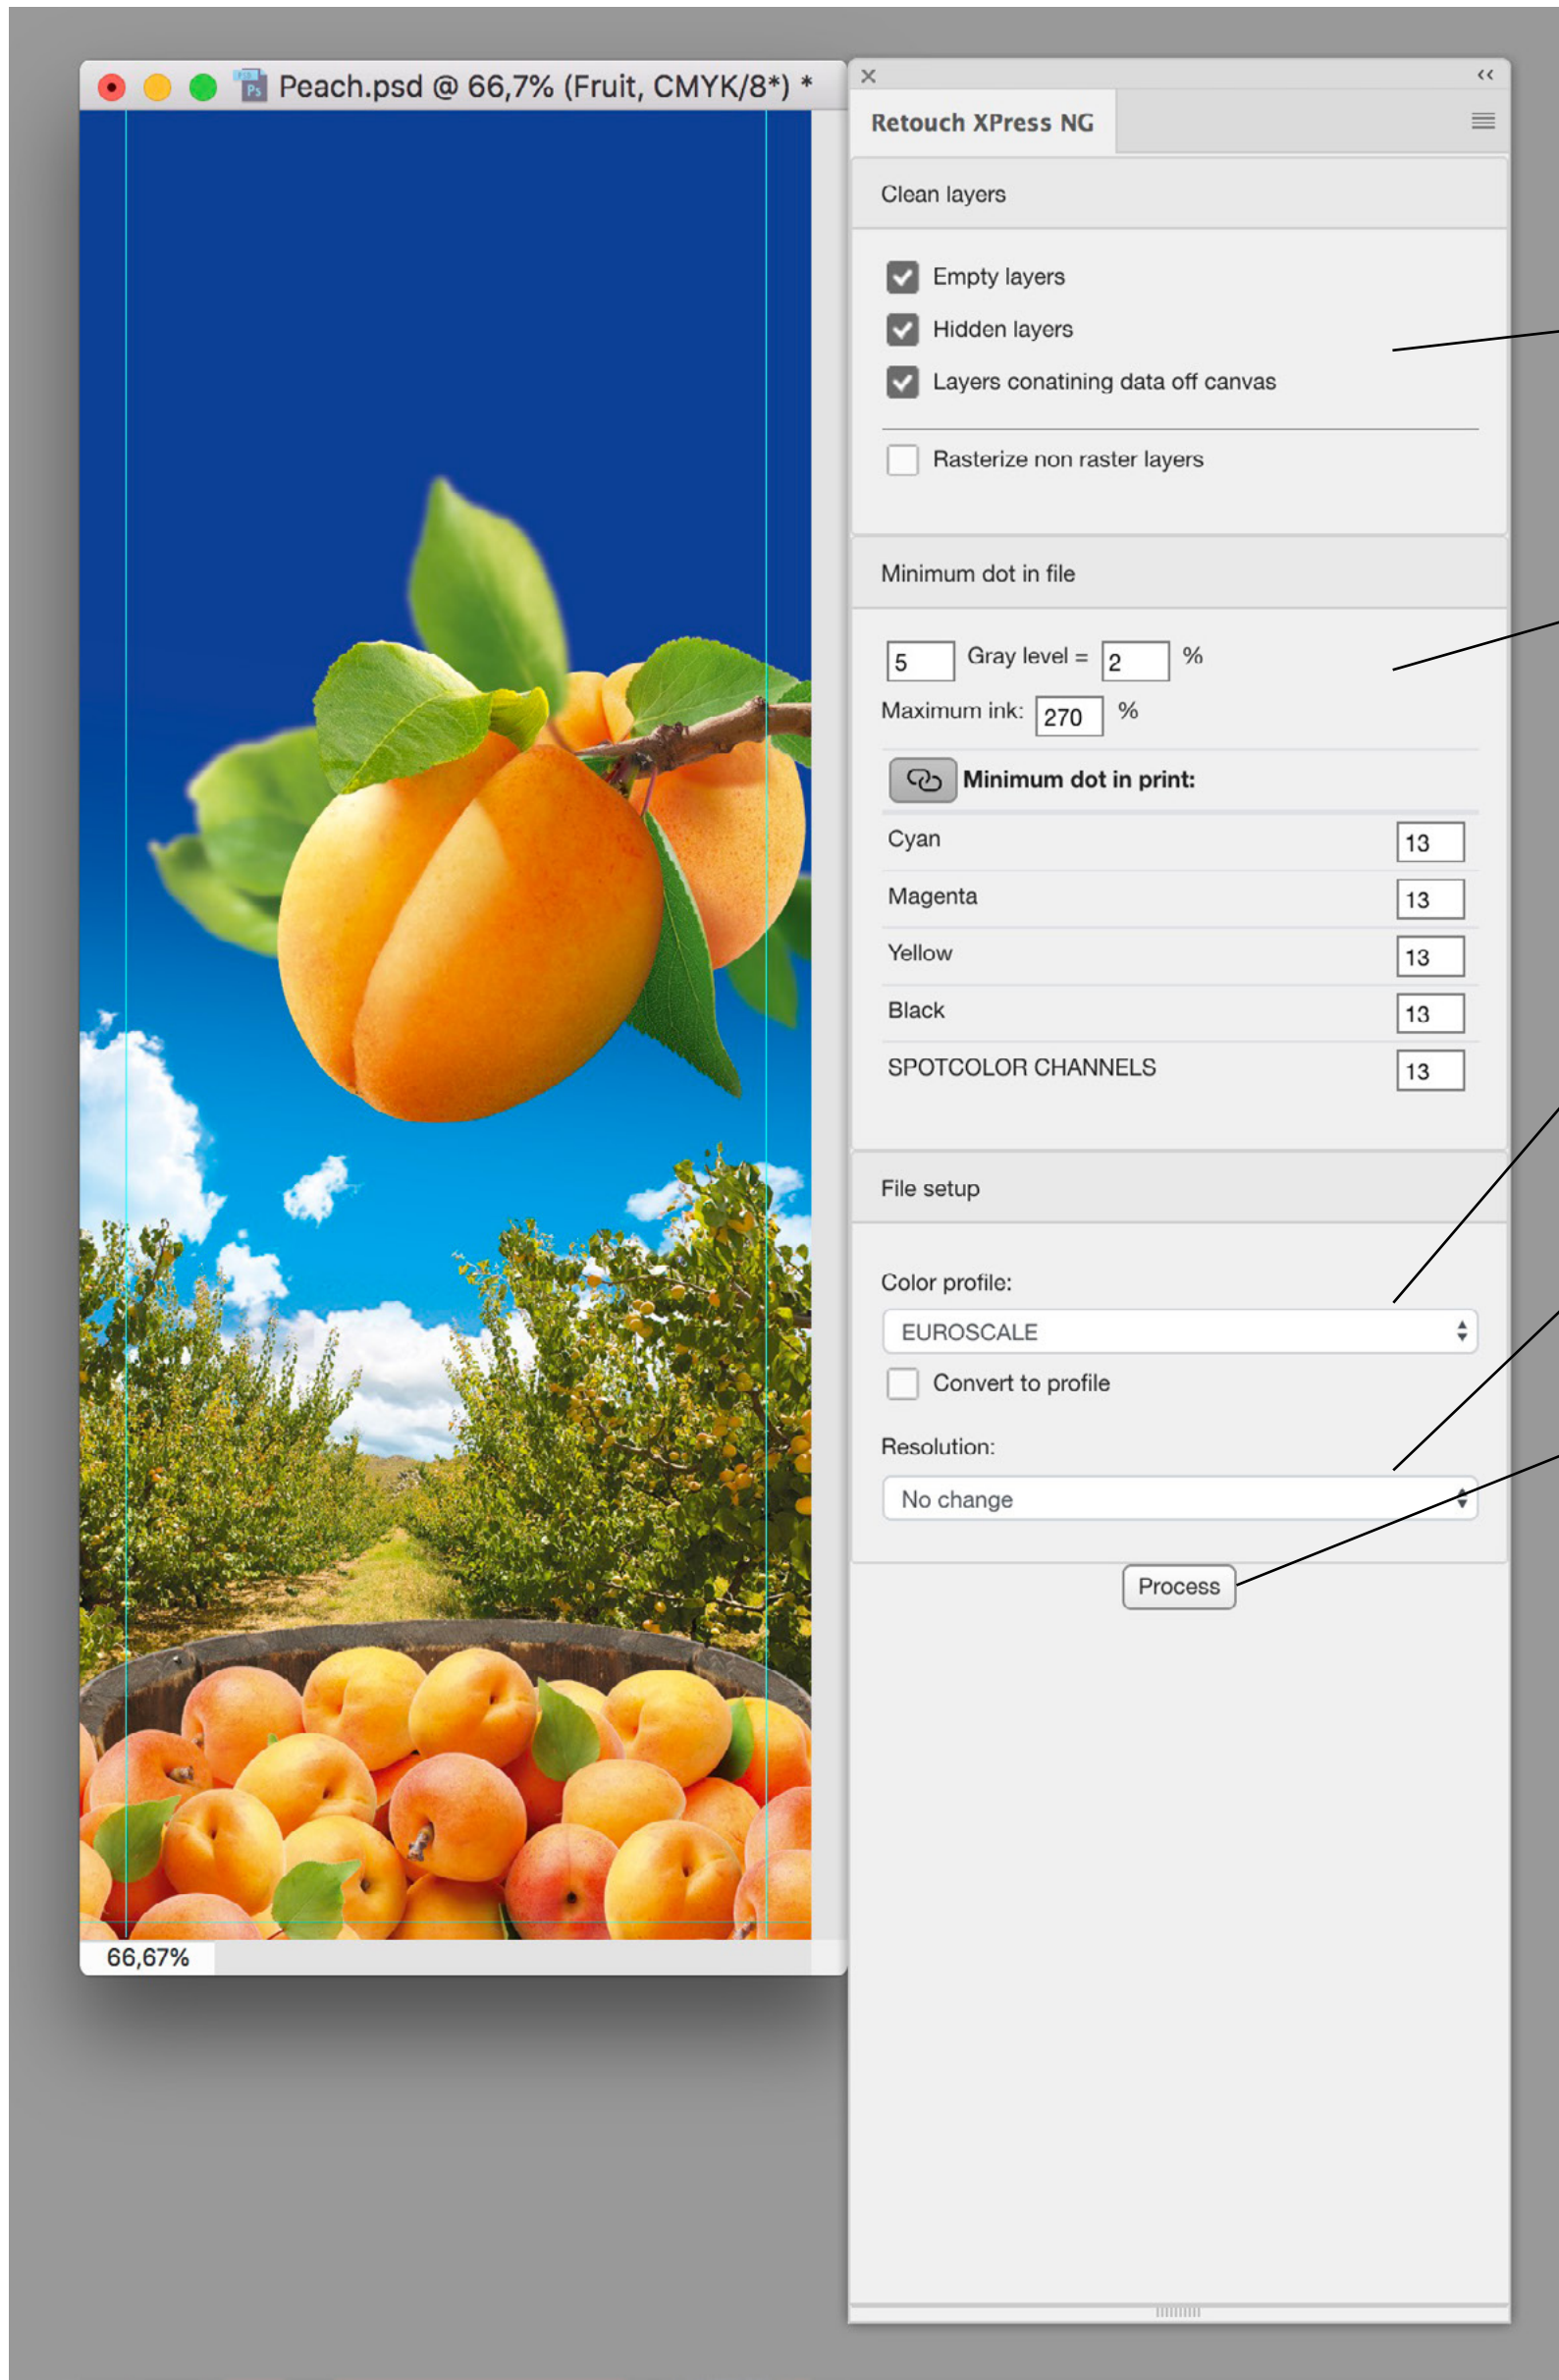 Peach.psd @ 66,7% (Fruit, CMYK/8*) *
Retouch XPress NG
Clean layers
Empty layers
Hidden layers
Layers conatining data off canvas
Rasterize non raster layers
Minimum dot in file
5 Gray level = 2 %
Maximum ink: 270 %
Minimum dot in print:
Cyan 13
Magenta 13
Yellow 13
Black 13
SPOTCOLOR CHANNELS 13
File setup
Color profile:
EUROSCALE
Convert to profile
Resolution:
No change
Process
66,67%